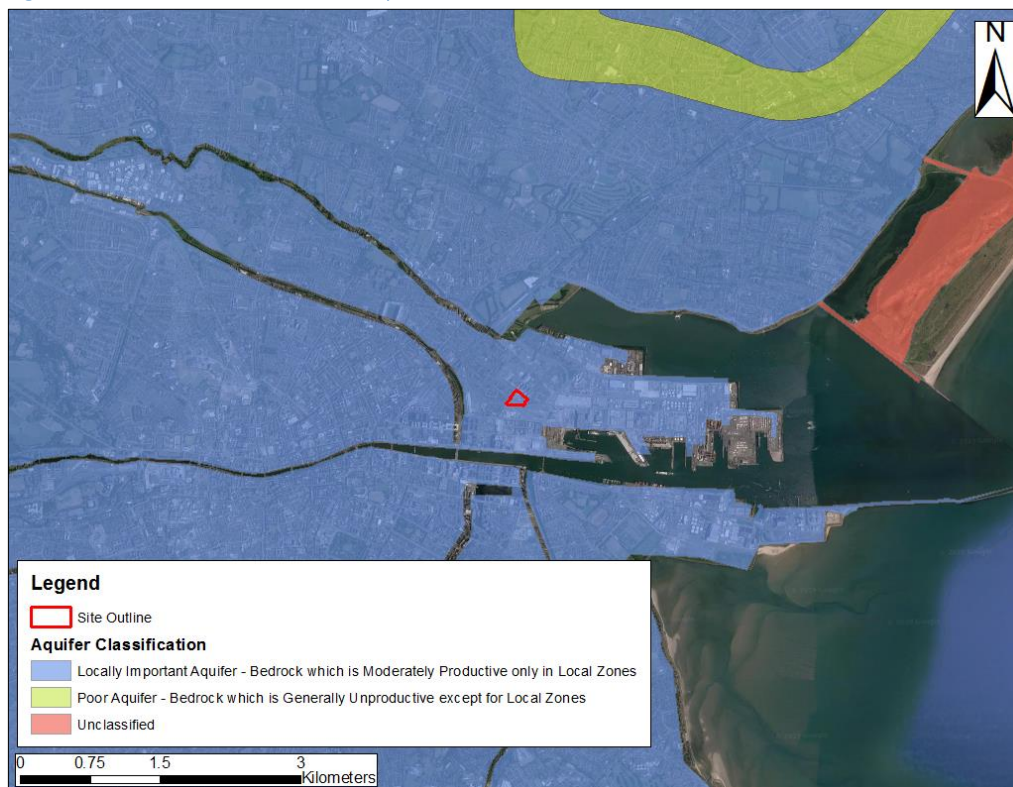 N
Legend
Site Outline
Aquifer Classification
Locally Important Aquifer - Bedrock which is Moderately Productive only in Local Zones
Poor Aquifer - Bedrock which is Generally Unproductive except for Local Zones
Unclassified
0 0.75 1.5 3
Kilometers